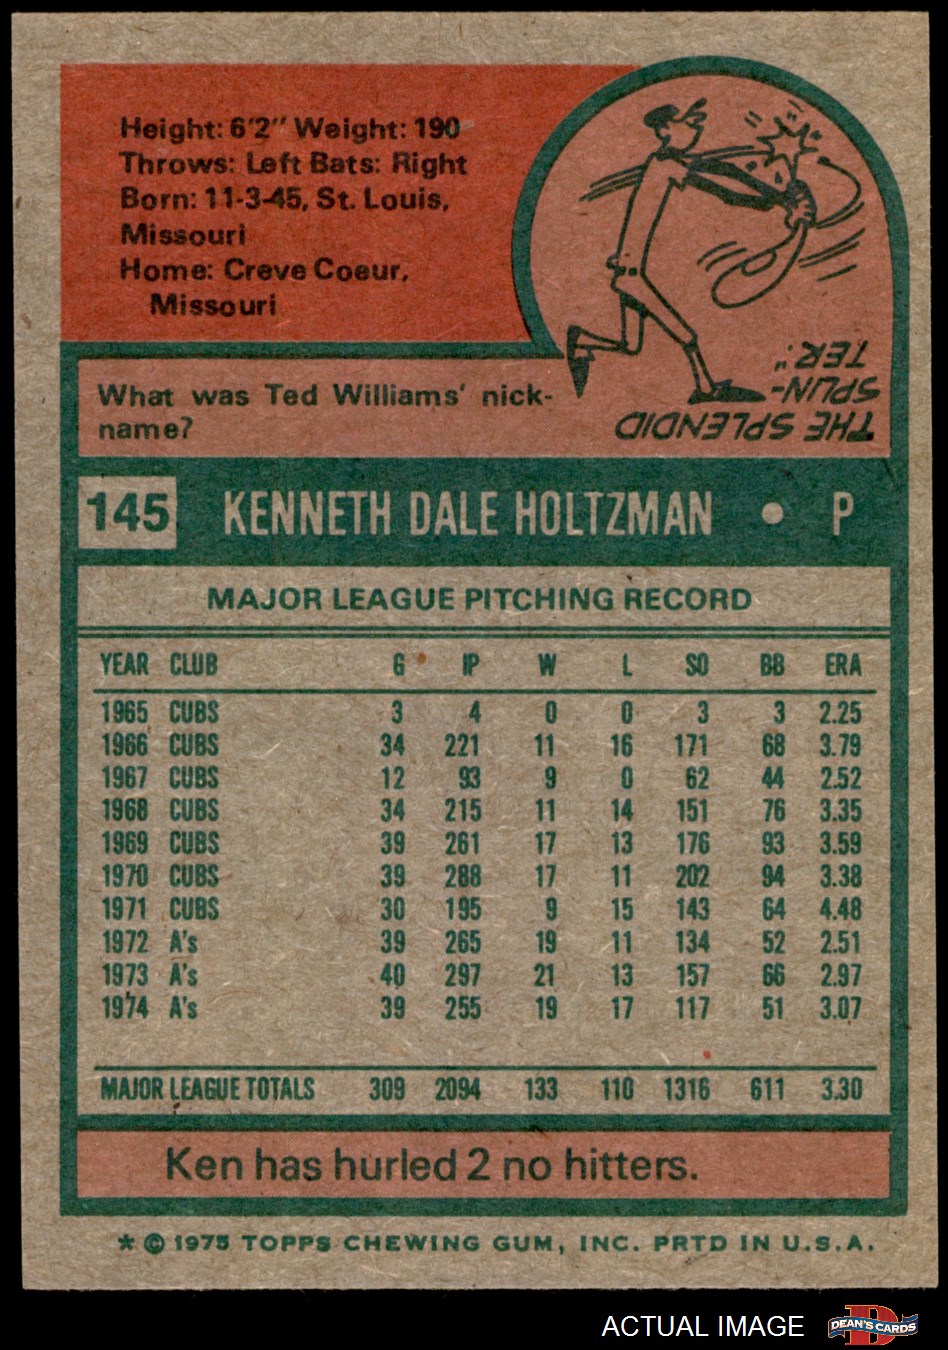 Height: 6'2" Weight: 190
Throws: Left Bats: Right
Born: 11-3-45, St. Louis,
Missouri
Home: Creve Coeur,
Missouri
What was Ted Williams' nick-
name?
THE SPLENDID
SPLIN-
TER."
145 KENNETH DALE HOLTZMAN • P
MAJOR LEAGUE PITCHING RECORD
YEAR CLUB G IP W L SO BB ERA
1965 CUBS 3 4 0 0 3 3 2.25
1966 CUBS 34 221 11 16 171 68 3.79
1967 CUBS 12 93 9 0 62 44 2.52
1968 CUBS 34 215 11 14 151 76 3.35
1969 CUBS 39 261 17 13 176 93 3.59
1970 CUBS 39 288 17 11 202 94 3.38
1971 CUBS 30 195 9 15 143 64 4.48
1972 A's 39 265 19 11 134 52 2.51
1973 A's 40 297 21 13 157 66 2.97
1974 A's 39 255 19 17 117 51 3.07
MAJOR LEAGUE TOTALS 309 2094 133 110 1316 611 3.30
Ken has hurled 2 no hitters.
* © 1975 TOPPS CHEWING GUM, INC. PRTD IN U.S.A.
ACTUAL IMAGE
DEAN'S CARDS